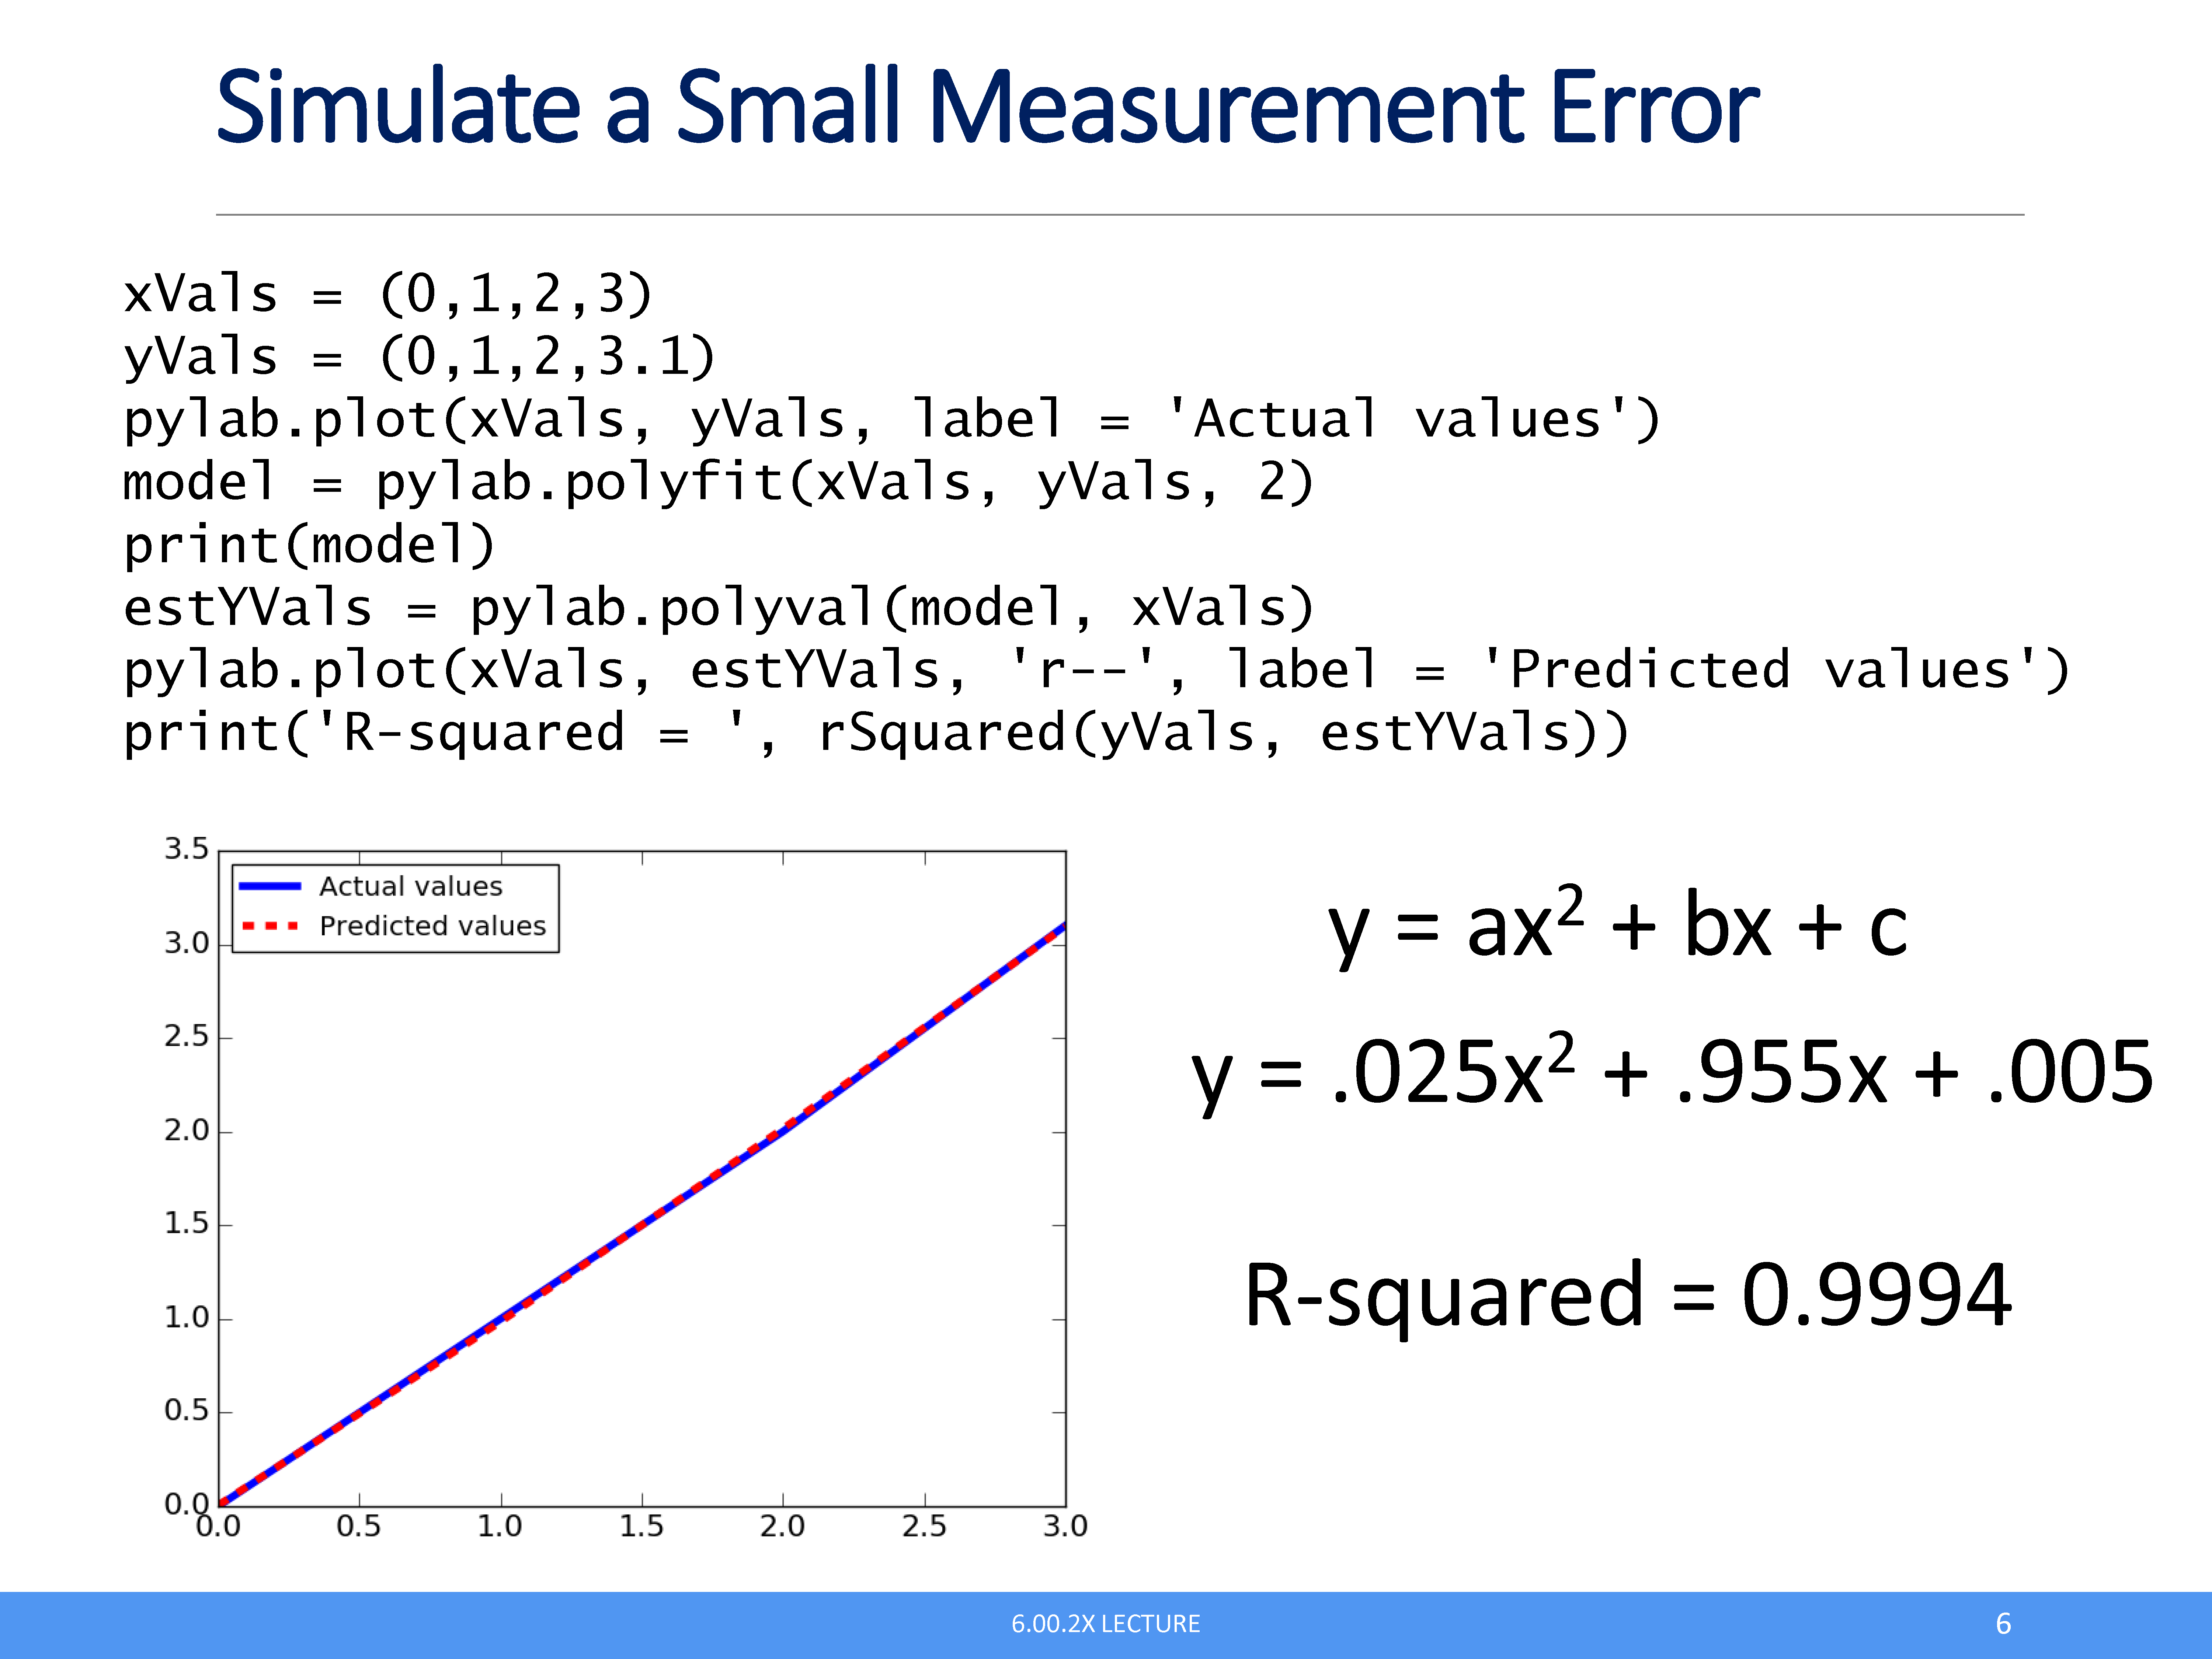 Simulate a Small Measurement Error
xVals = (0,1,2,3)
yVals = (0,1,2,3.1)
pylab.plot(xVals, yVals, label = 'Actual values')
model = pylab.polyfit(xVals, yVals, 2)
print(model)
estYVals = pylab.polyval(model, xVals)
pylab.plot(xVals, estYVals, 'r--', label = 'Predicted values')
print('R-squared = ', rSquared(yVals, estYVals))
3.5
3.0
2.5
2.0
1.5
1.0
0.5
0.0
Actual values
Predicted values
0.0 0.5 1.0 1.5 2.0 2.5 3.0
y = ax² + bx + c
y = .025x² + .955x + .005
R-squared = 0.9994
6.00.2X LECTURE
6